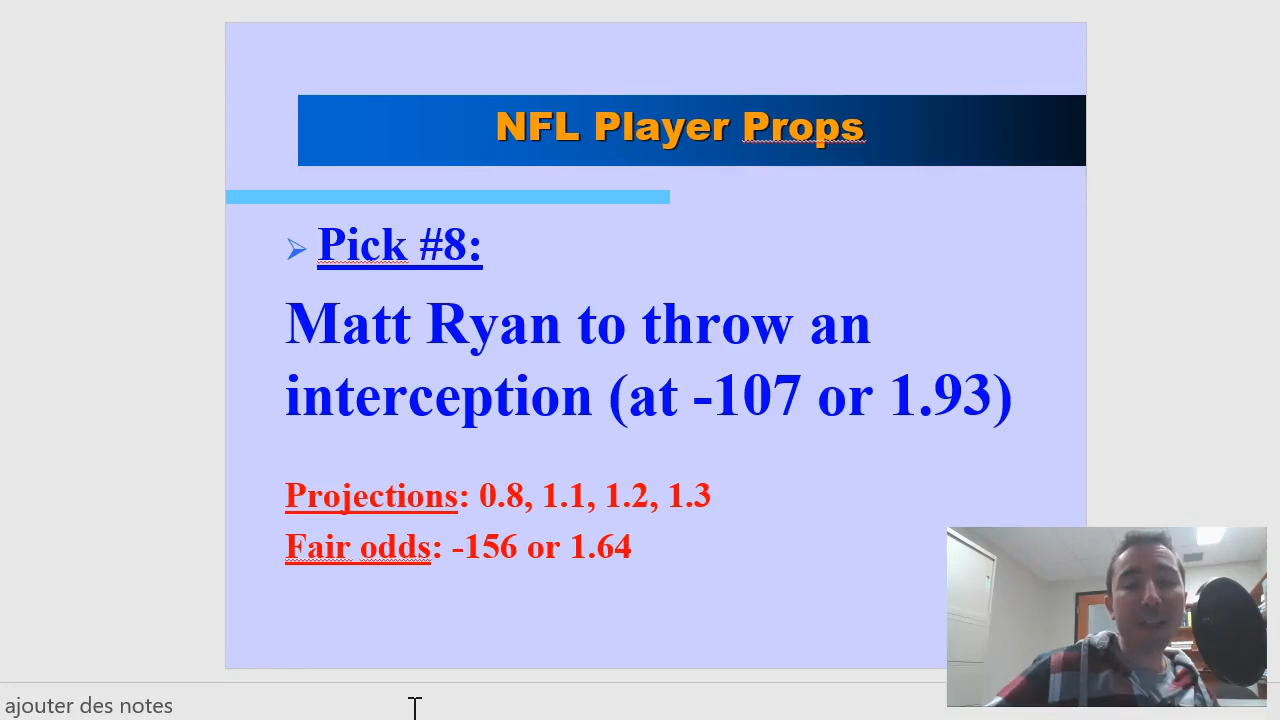 NFL Player Props
Pick #8:
Matt Ryan to throw an
interception (at -107 or 1.93)
Projections: 0.8, 1.1, 1.2, 1.3
Fair odds: -156 or 1.64
ajouter des notes